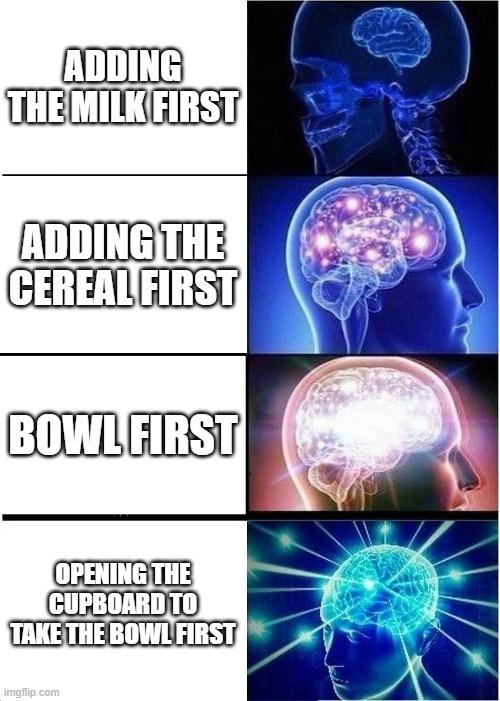 ADDING
THE MILK FIRST
ADDING THE
CEREAL FIRST
BOWL FIRST
OPENING THE
CUPBOARD TO
TAKE THE BOWL FIRST
imgflip.com